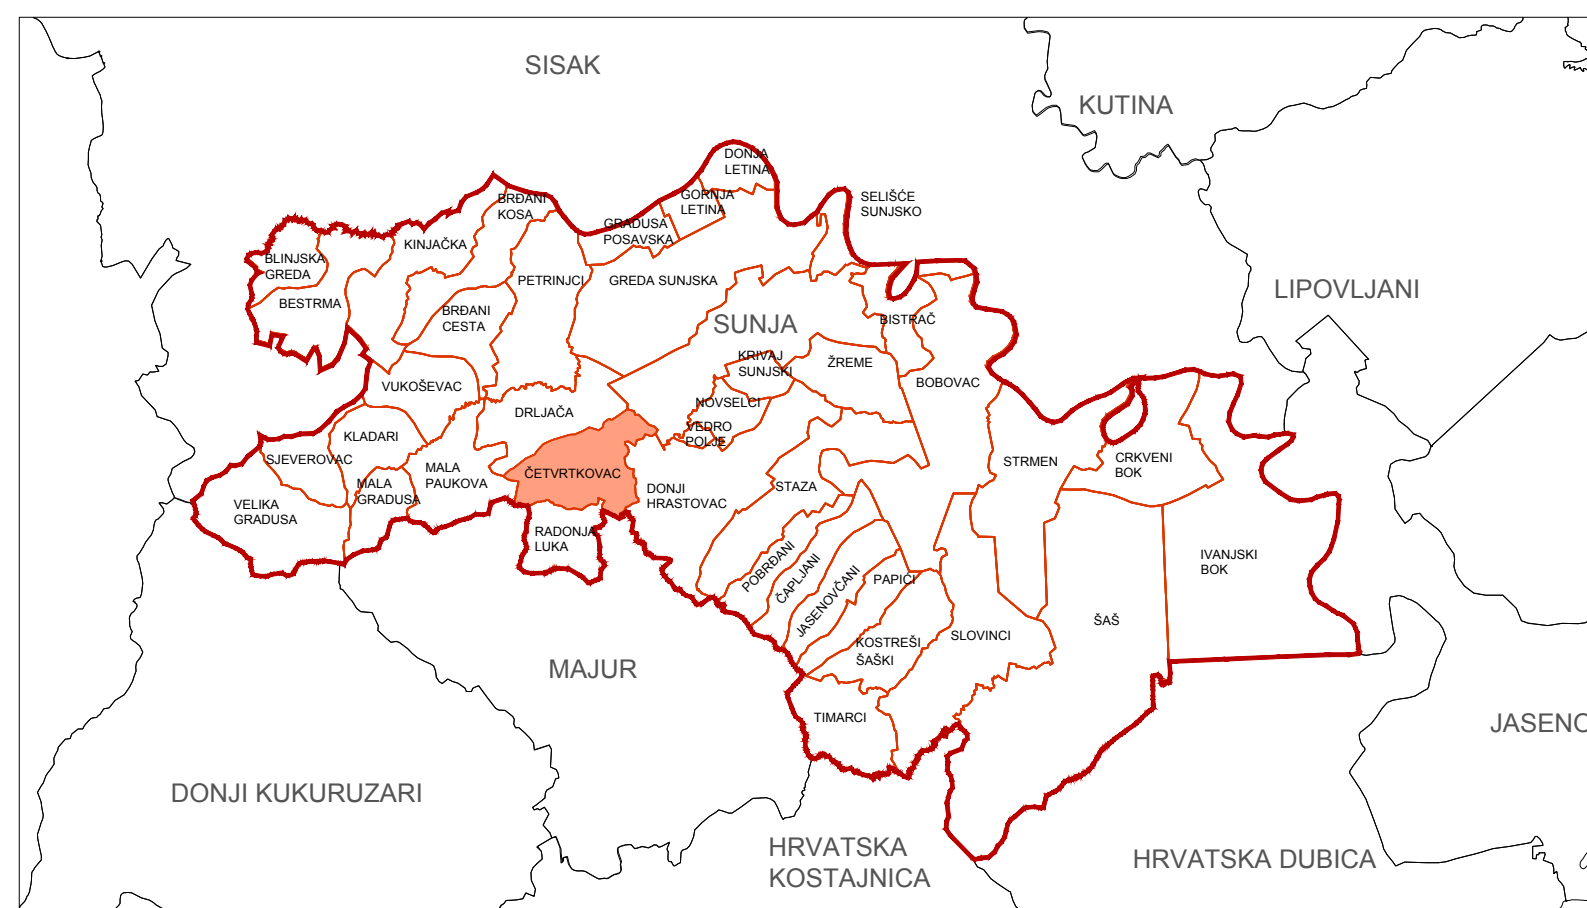 SISAK
KUTINA
DONJA
LETINA
GORNJA
LETINA
SELIŠĆE
SUNJSKO
BRĐANI
KOSA
GRADUSA
POSAVSKA
KINJAČKA
BLINJSKA
GREDA
BESTRMA
PETRINJCI
GREDA SUNJSKA
LIPOVLJANI
BRĐANI
CESTA
SUNJA
BISTRAČ
KRIVAJ
SUNJSKI
ŽREME
VUKOŠEVAC
BOBOVAC
NOVSELCI
DRLJAČA
VEDRO
POLJE
KLADARI
SJEVEROVAC
MALA
PAUKOVA
ČETVRTKOVAC
STRMEN
CRKVENI
BOK
MALA
GRADUSA
DONJI
HRASTOVAC
STAZA
VELIKA
GRADUSA
RADONJA
LUKA
IVANJSKI
BOK
POBRĐANI
ČAPLJANI
JASENOVČANI
PAPIĆI
ŠAŠ
KOSTREŠI
ŠAŠKI
SLOVINCI
MAJUR
TIMARCI
JASENO
DONJI KUKURUZARI
HRVATSKA
KOSTAJNICA
HRVATSKA DUBICA